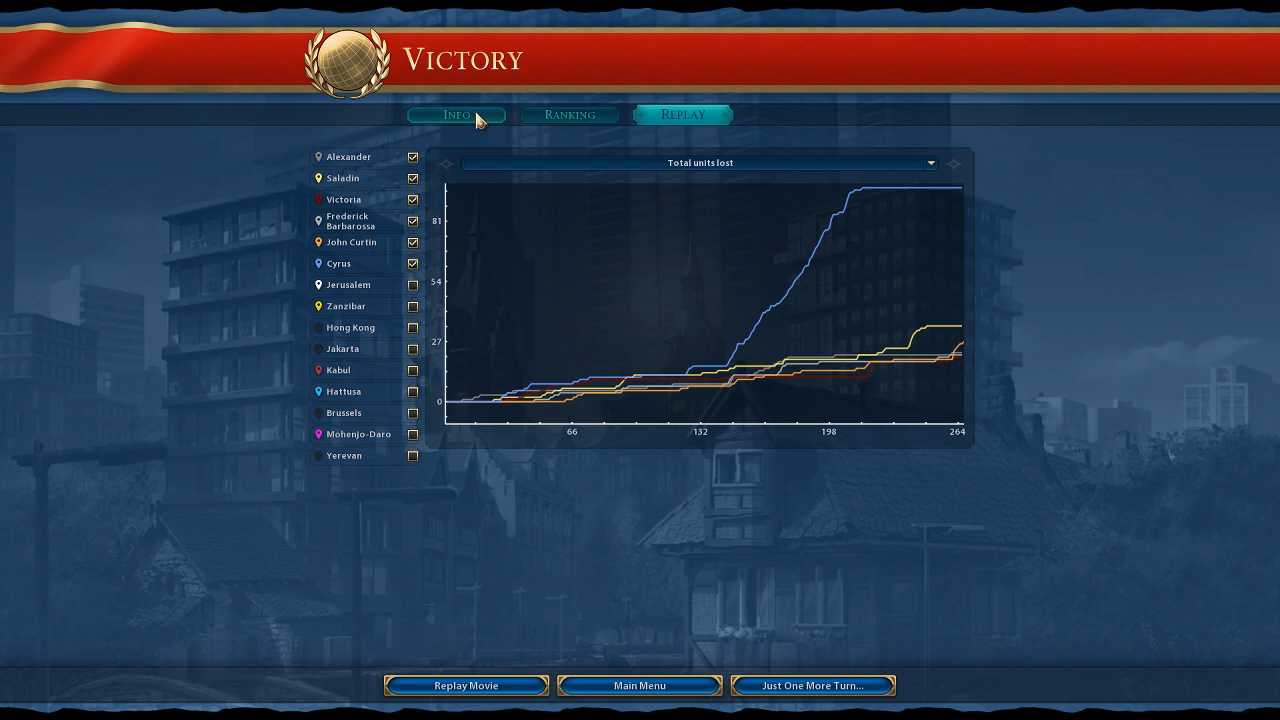 Victory
Info Ranking Replay
Alexander
Saladin
Victoria
Frederick
Barbarossa
John Curtin
Cyrus
Jerusalem
Zanzibar
Hong Kong
Jakarta
Kabul
Hattusa
Brussels
Mohenjo-Daro
Yerevan
Total units lost
81
54
27
0
66 132 198 264
Replay Movie Main Menu Just One More Turn...